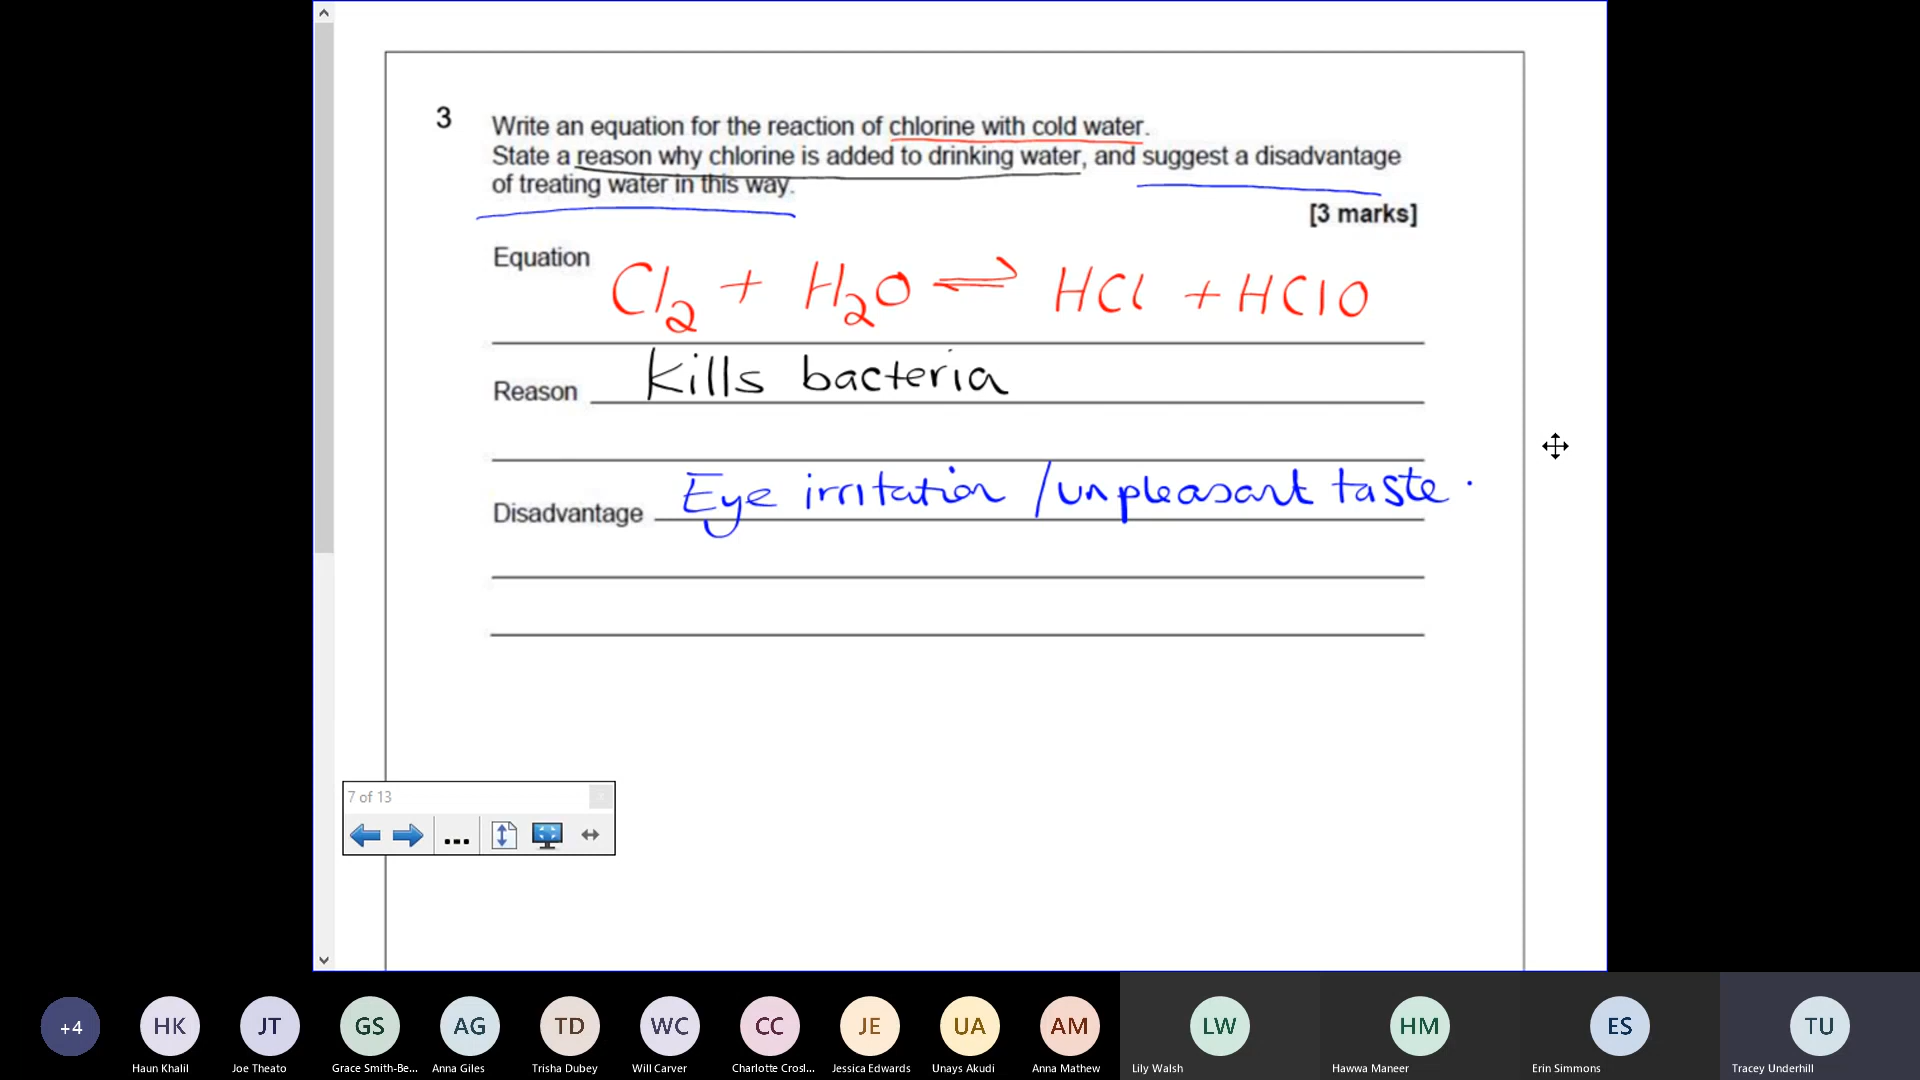 3
Write an equation for the reaction of chlorine with cold water.
State a reason why chlorine is added to drinking water, and suggest a disadvantage
of treating water in this way.
[3 marks]
Equation
Cl2 + H2O ⇌ HCl + HClO
Reason Kills bacteria
Disadvantage Eye irritation / unpleasant taste.
7 of 13
+4 HK JT GS AG TD WC CC JE UA AM LW HM ES TU
Haun Khalil Joe Theato Grace Smith-Be... Anna Giles Trisha Dubey Will Carver Charlotte Crosl... Jessica Edwards Unays Akudi Anna Mathew Lily Walsh Hawwa Maneer Erin Simmons Tracey Underhill